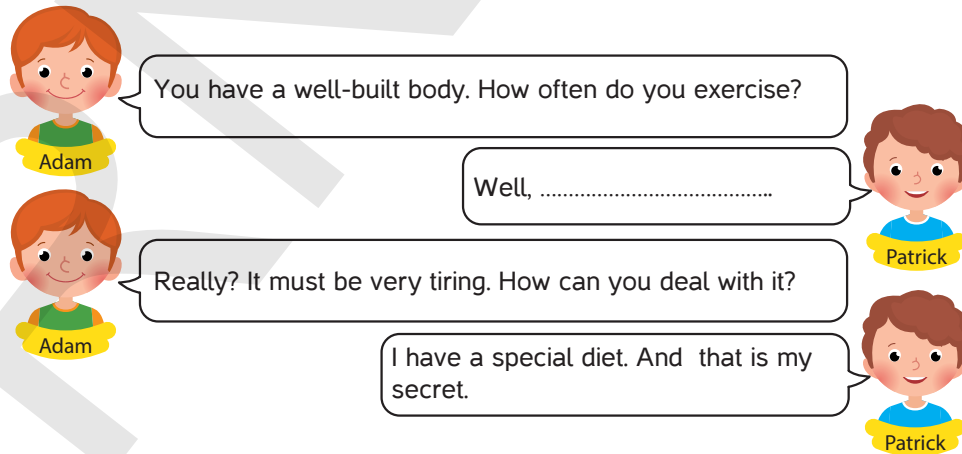 You have a well-built body. How often do you exercise?
Adam
Well, ........................................
Patrick
Really? It must be very tiring. How can you deal with it?
Adam
I have a special diet. And  that is my
secret.
Patrick